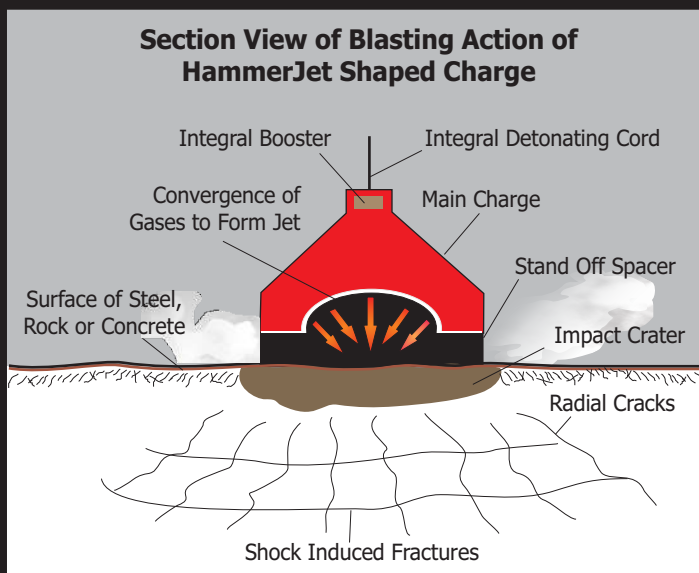 Section View of Blasting Action of
HammerJet Shaped Charge
Integral Booster
Integral Detonating Cord
Convergence of
Gases to Form Jet
Main Charge
Stand Off Spacer
Surface of Steel,
Rock or Concrete
Impact Crater
Radial Cracks
Shock Induced Fractures